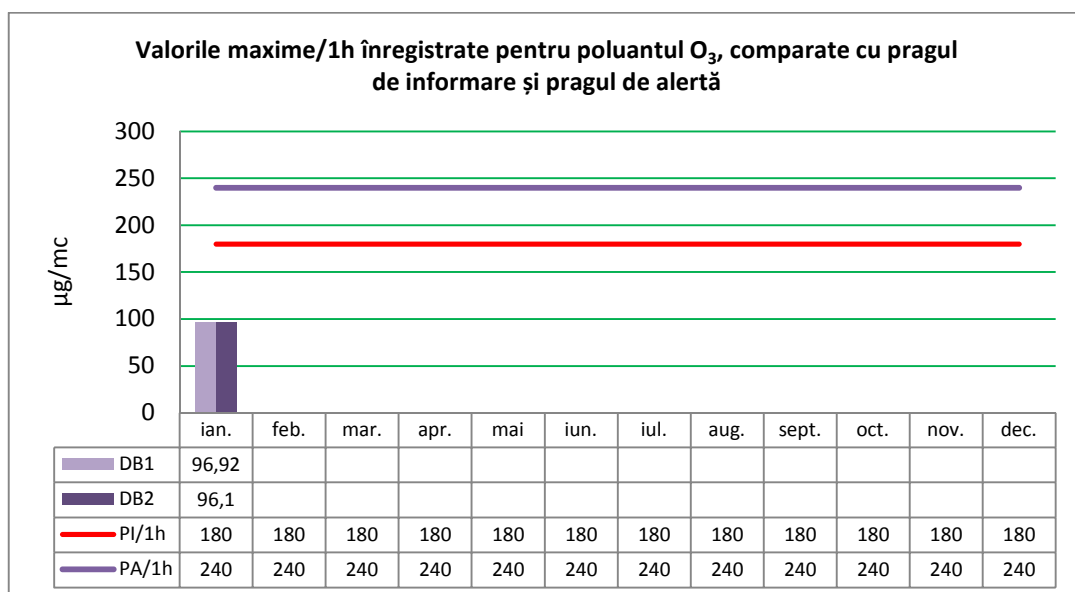 Valorile maxime/1h înregistrate pentru poluantul O₃, comparate cu pragul
de informare și pragul de alertă
µg/mc
300
250
200
150
100
50
0
ian. feb. mar. apr. mai iun. iul. aug. sept. oct. nov. dec.
DB1 96,92
DB2 96,1
PI/1h 180 180 180 180 180 180 180 180 180 180 180 180
PA/1h 240 240 240 240 240 240 240 240 240 240 240 240